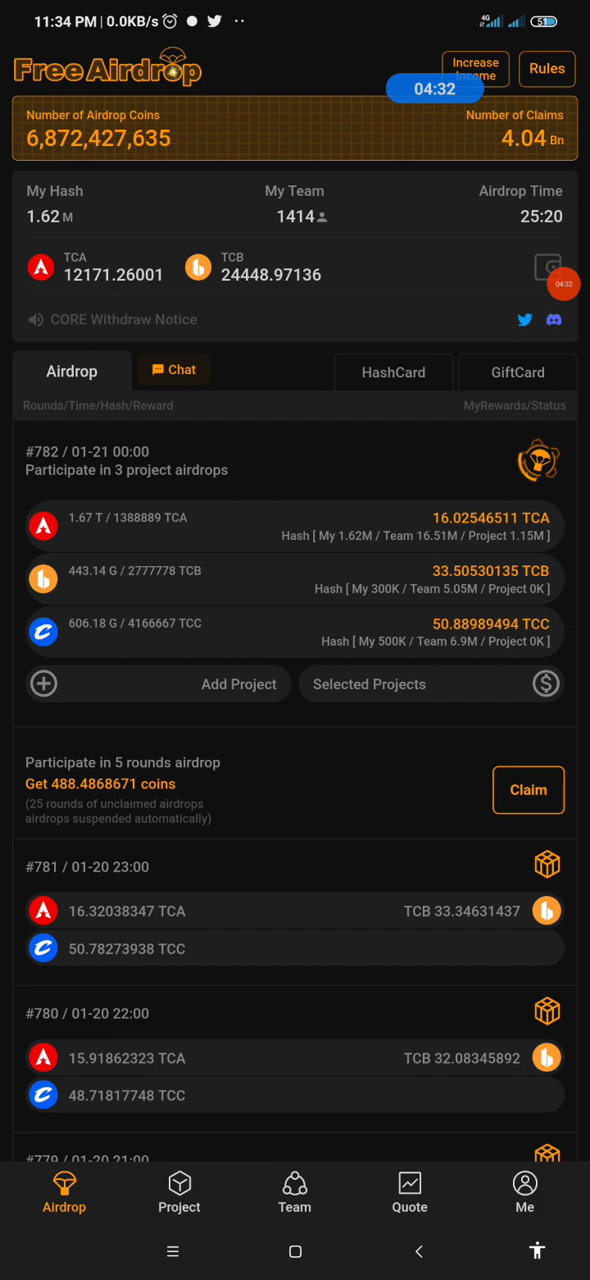 11:34 PM | 0.0KB/s
4G
51
Free Airdrop
Increase Income
Rules
04:32
Number of Airdrop Coins
Number of Claims
6,872,427,635
4.04 Bn
My Hash
My Team
Airdrop Time
1.62 M
1414
25:20
TCA
12171.26001
TCB
24448.97136
04:32
CORE Withdraw Notice
Airdrop
Chat
HashCard
GiftCard
Rounds/Time/Hash/Reward
MyRewards/Status
#782 / 01-21 00:00
Participate in 3 project airdrops
1.67 T / 1388889 TCA
16.02546511 TCA
Hash [ My 1.62M / Team 16.51M / Project 1.15M ]
443.14 G / 2777778 TCB
33.50530135 TCB
Hash [ My 300K / Team 5.05M / Project 0K ]
606.18 G / 4166667 TCC
50.88989494 TCC
Hash [ My 500K / Team 6.9M / Project 0K ]
Add Project
Selected Projects
Participate in 5 rounds airdrop
Get 488.4868671 coins
(25 rounds of unclaimed airdrops
airdrops suspended automatically)
Claim
#781 / 01-20 23:00
16.32038347 TCA
TCB 33.34631437
50.78273938 TCC
#780 / 01-20 22:00
15.91862323 TCA
TCB 32.08345892
48.71817748 TCC
#779 / 01-20 21:00
Airdrop
Project
Team
Quote
Me